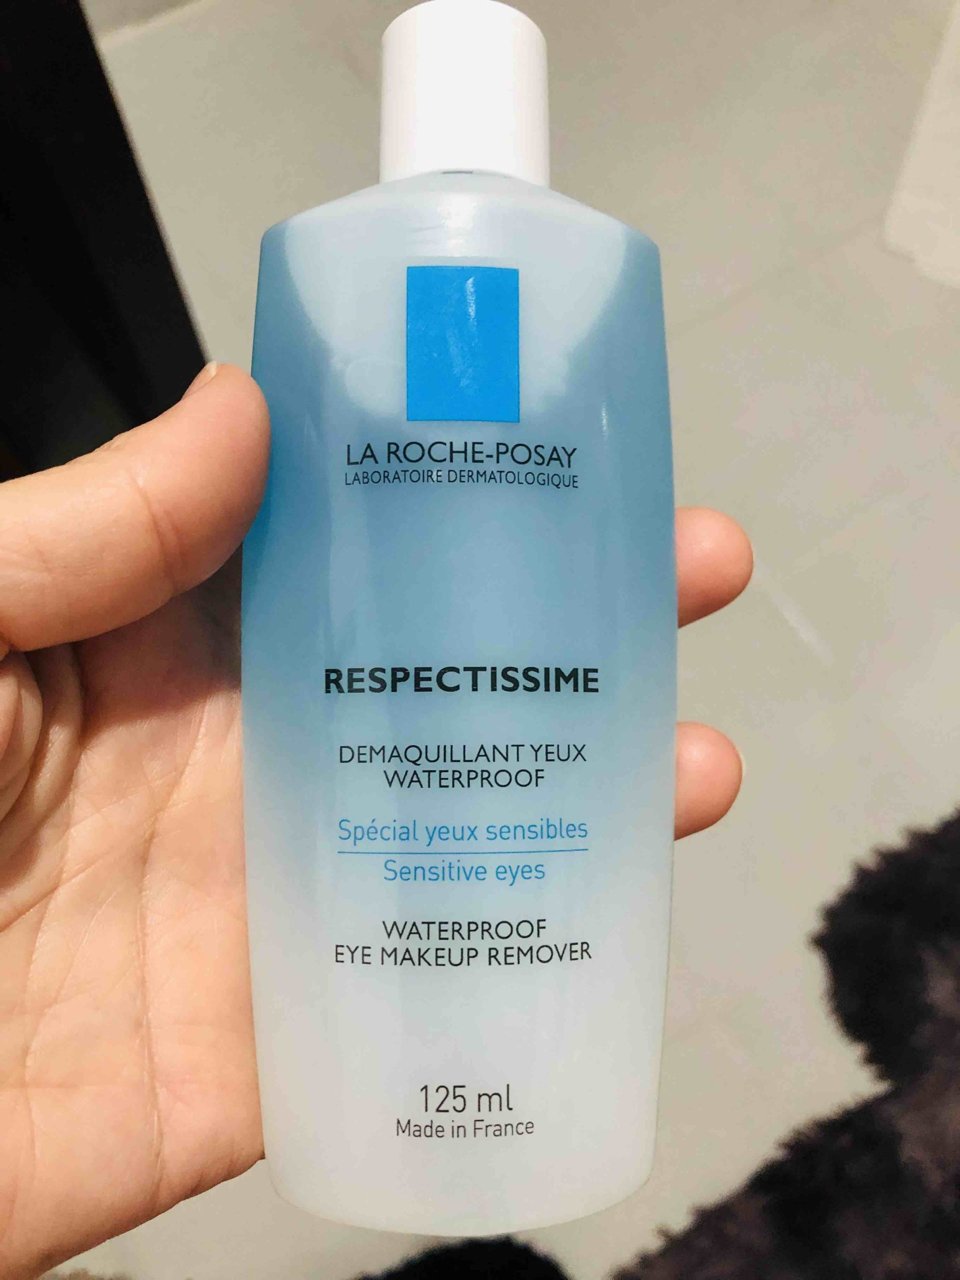 LA ROCHE-POSAY
LABORATOIRE DERMATOLOGIQUE
RESPECTISSIME
DEMAQUILLANT YEUX
WATERPROOF
Spécial yeux sensibles
Sensitive eyes
WATERPROOF
EYE MAKEUP REMOVER
125 ml
Made in France